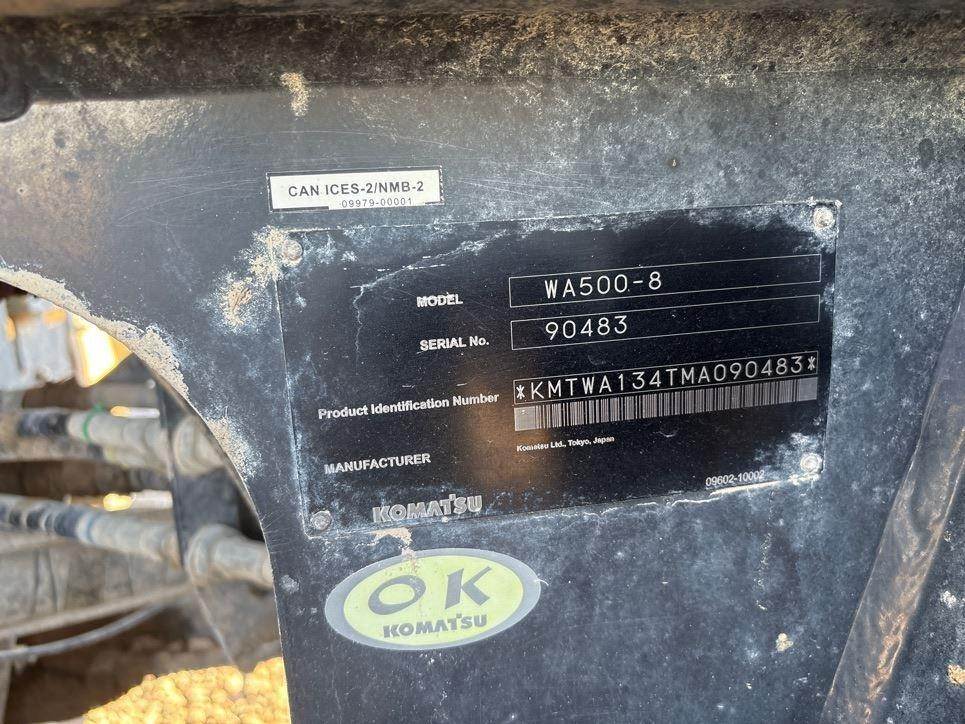 CAN ICES-2/NMB-2
09979-00001
MODEL WA500-8
SERIAL No. 90483
Product Identification Number *KMTWA134TMA090483*
Komatsu Ltd., Tokyo, Japan
MANUFACTURER
09602-10002
KOMATSU
OK
KOMATSU